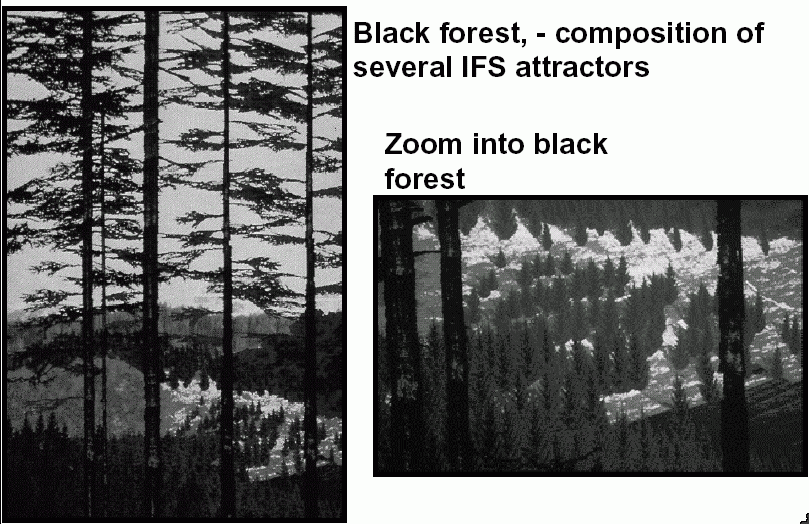 Black forest, - composition of
several IFS attractors
Zoom into black
forest